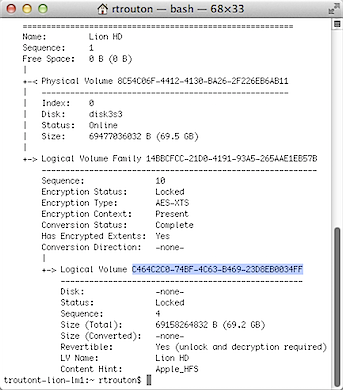 rtrouton — bash — 68×33
=======================================================
Name: Lion HD
Sequence: 1
Free Space: 0 B (0 B)
|
+-< Physical Volume 8C54C06F-4412-4130-BA26-2F226EB6AB11
| ----------------------------------------------------
| Index: 0
| Disk: disk3s3
| Status: Online
| Size: 69477036032 B (69.5 GB)
|
+-> Logical Volume Family 14BBCFCC-21D0-4191-93A5-265AAE1EB57B
----------------------------------------------------------
Sequence: 10
Encryption Status: Locked
Encryption Type: AES-XTS
Encryption Context: Present
Conversion Status: Complete
Has Encrypted Extents: Yes
Conversion Direction: -none-
|
+-> Logical Volume C464C2C0-74BF-4C63-B469-23D8EB0034FF
---------------------------------------------------
Disk: -none-
Status: Locked
Sequence: 4
Size (Total): 69158264832 B (69.2 GB)
Revertible: Yes (unlock and decryption required)
LV Name: Lion HD
Content Hint: Apple_HFS
troutont-lion-lm1:~ rtrouton$